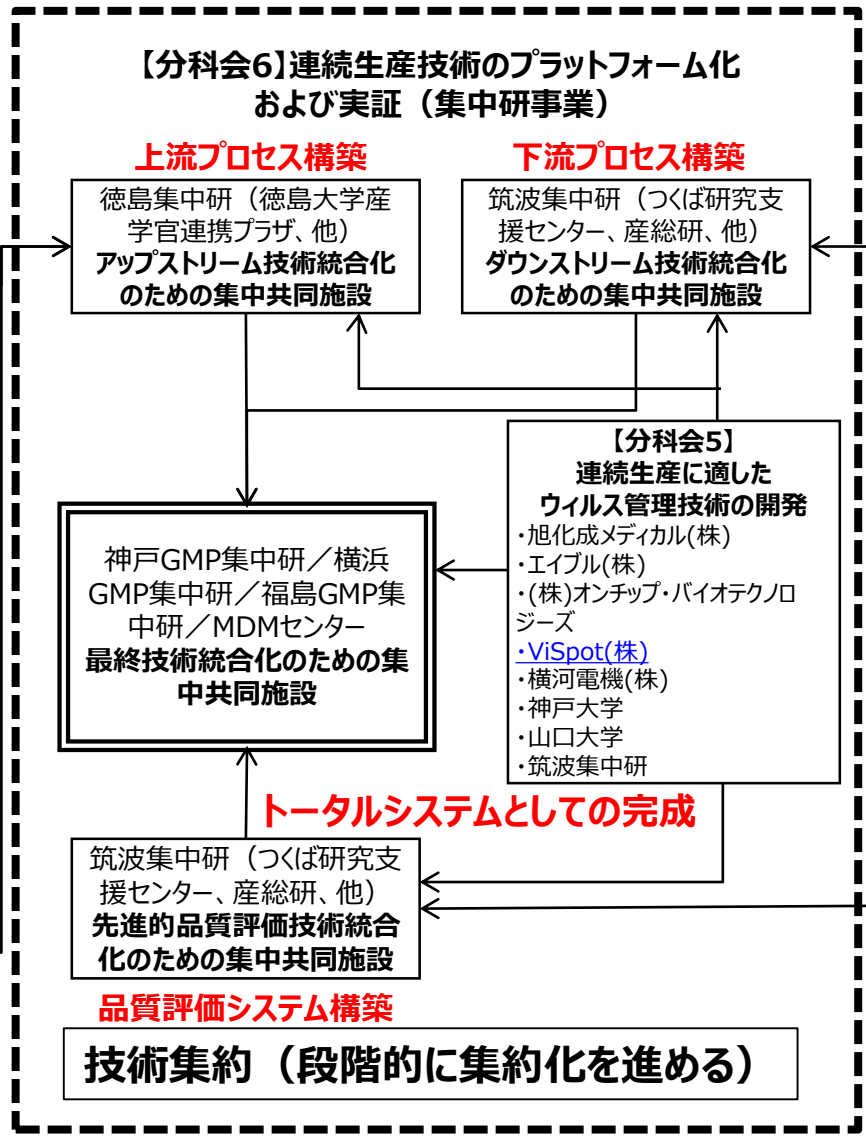 【分科会6】連続生産技術のプラットフォーム化
および実証（集中研事業）
上流プロセス構築
徳島集中研（徳島大学産
学官連携プラザ、他）
アップストリーム技術統合化
のための集中共同施設
下流プロセス構築
筑波集中研（つくば研究支
援センター、産総研、他）
ダウンストリーム技術統合化
のための集中共同施設
【分科会5】
連続生産に適した
ウィルス管理技術の開発
・旭化成メディカル(株)
・エイブル(株)
・(株)オンチップ・バイオテクノロ
ジーズ
・ViSpot(株)
・横河電機(株)
・神戸大学
・山口大学
・筑波集中研
神戸GMP集中研／横浜
GMP集中研／福島GMP集
中研／MDMセンター
最終技術統合化のための集
中共同施設
トータルシステムとしての完成
筑波集中研（つくば研究支
援センター、産総研、他）
先進的品質評価技術統合
化のための集中共同施設
品質評価システム構築
技術集約（段階的に集約化を進める）